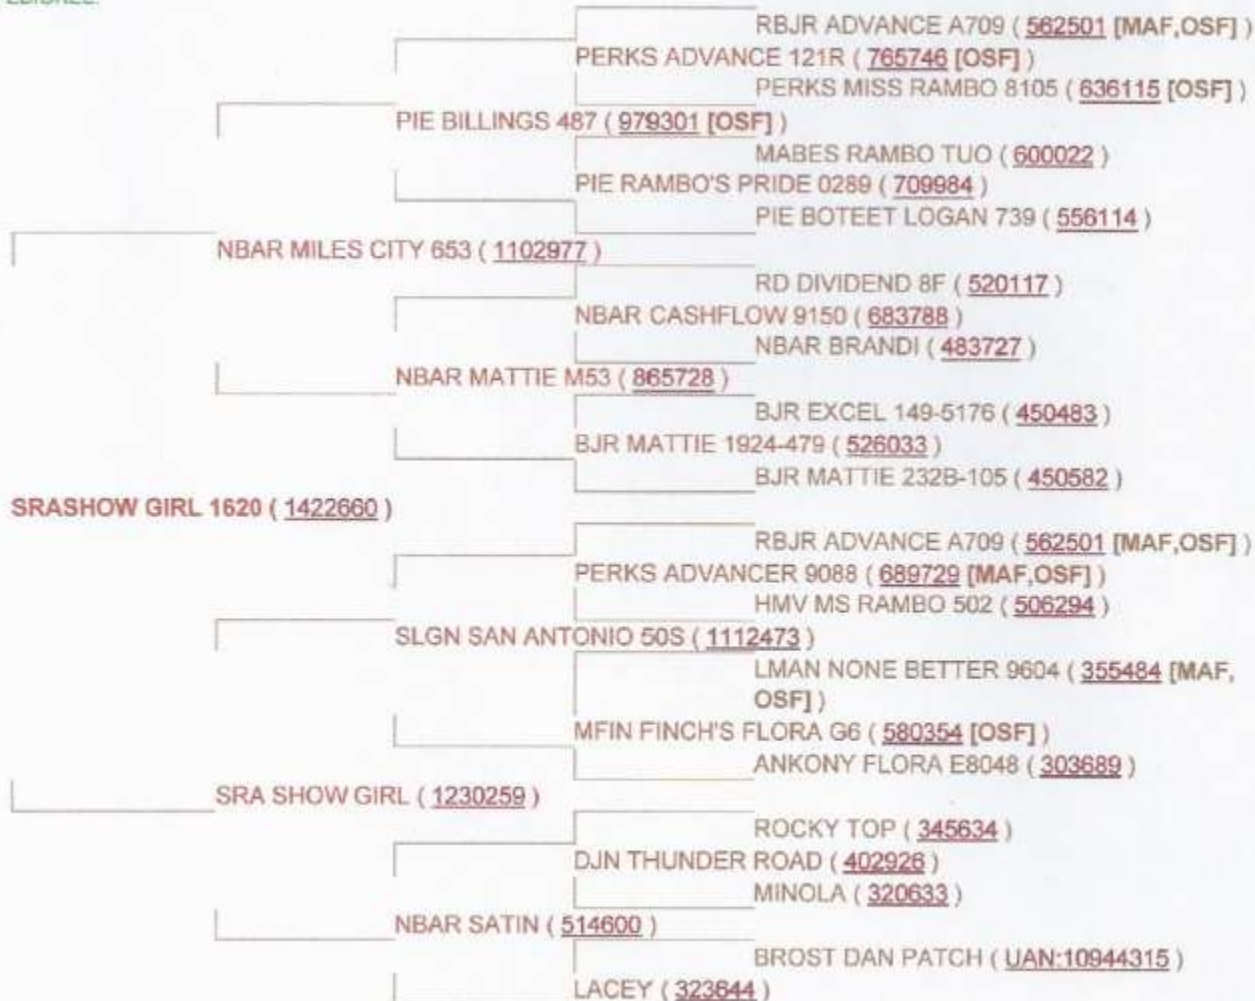 RBJR ADVANCE A709 ( 562501 [MAF,OSF] )
PERKS ADVANCE 121R ( 765746 [OSF] )
PERKS MISS RAMBO 8105 ( 636115 [OSF] )
PIE BILLINGS 487 ( 979301 [OSF] )
MABES RAMBO TUO ( 600022 )
PIE RAMBO'S PRIDE 0289 ( 709984 )
PIE BOTEET LOGAN 739 ( 556114 )
NBAR MILES CITY 653 ( 1102977 )
RD DIVIDEND 8F ( 520117 )
NBAR CASHFLOW 9150 ( 683788 )
NBAR BRANDI ( 483727 )
NBAR MATTIE M53 ( 865728 )
BJR EXCEL 149-5176 ( 450483 )
BJR MATTIE 1924-479 ( 526033 )
BJR MATTIE 232B-105 ( 450582 )
SRASHOW GIRL 1620 ( 1422660 )
RBJR ADVANCE A709 ( 562501 [MAF,OSF] )
PERKS ADVANCER 9088 ( 689729 [MAF,OSF] )
HMV MS RAMBO 502 ( 506294 )
SLGN SAN ANTONIO 50S ( 1112473 )
LMAN NONE BETTER 9604 ( 355484 [MAF,
OSF] )
MFIN FINCH'S FLORA G6 ( 580354 [OSF] )
ANKONY FLORA E8048 ( 303689 )
SRA SHOW GIRL ( 1230259 )
ROCKY TOP ( 345634 )
DJN THUNDER ROAD ( 402926 )
MINOLA ( 320633 )
NBAR SATIN ( 514600 )
BROST DAN PATCH ( UAN:10944315 )
LACEY ( 323644 )